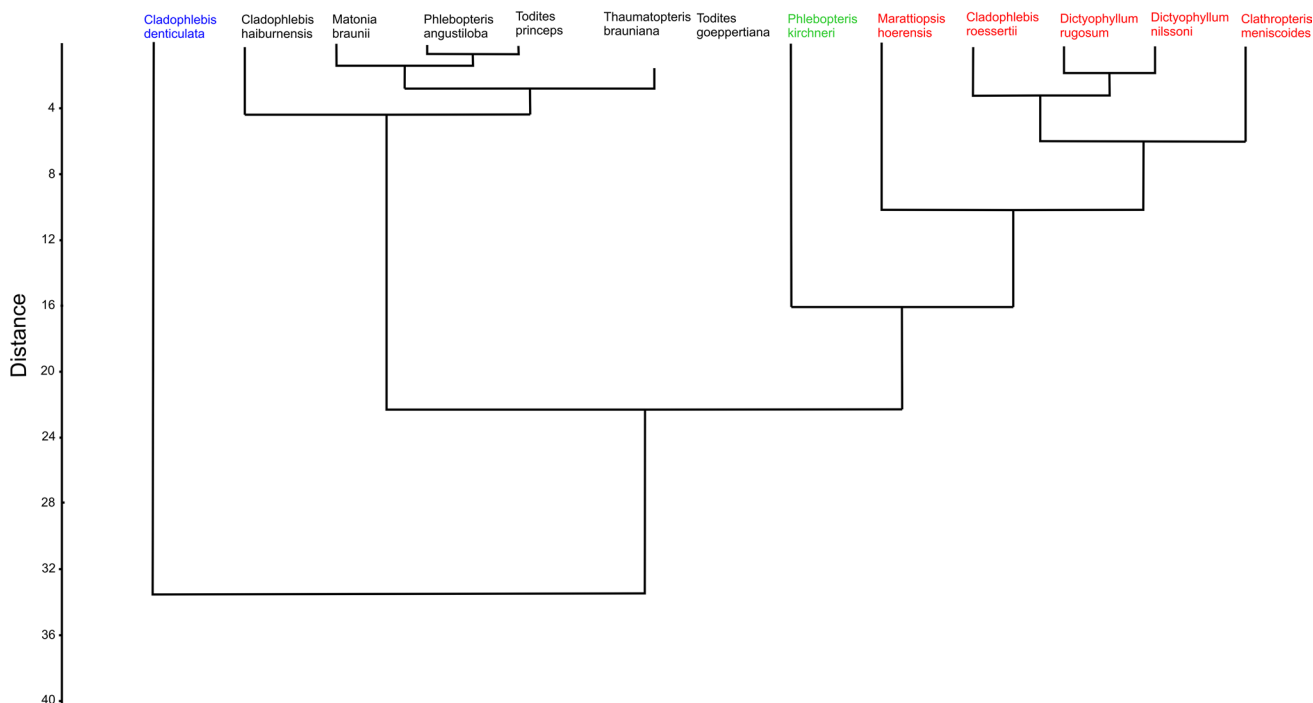 Cladophlebis
denticulata
Cladophlebis
haiburnensis
Matonia
braunii
Phlebopteris
angustiloba
Todites
princeps
Thaumatopteris
brauniana
Todites
goeppertiana
Phlebopteris
kirchneri
Marattiopsis
hoerensis
Cladophlebis
roessertii
Dictyophyllum
rugosum
Dictyophyllum
nilssoni
Clathropteris
meniscoides
Distance
4
8
12
16
20
24
28
32
36
40